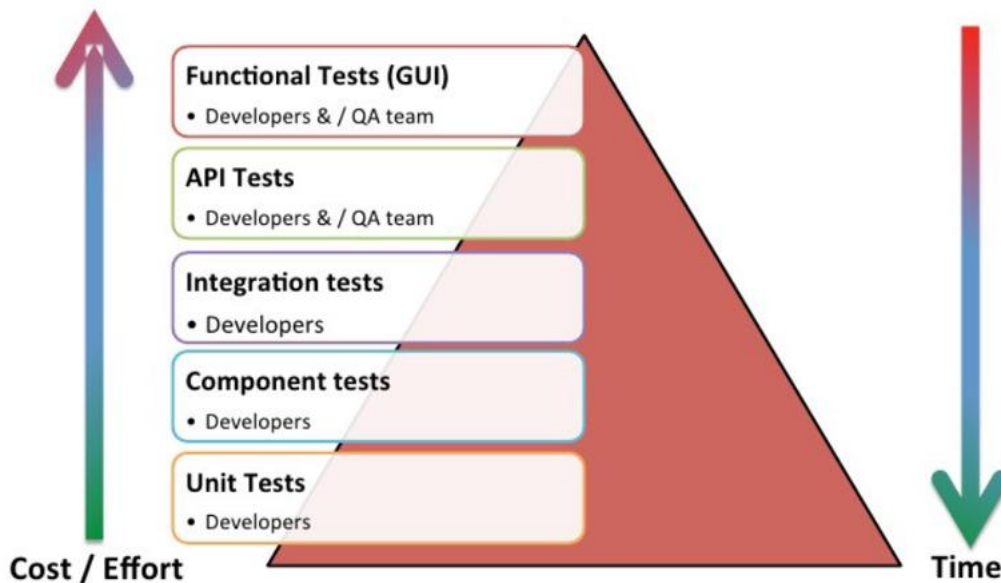 Functional Tests (GUI)
• Developers & / QA team
API Tests
• Developers & / QA team
Integration tests
• Developers
Component tests
• Developers
Unit Tests
• Developers
Cost / Effort
Time